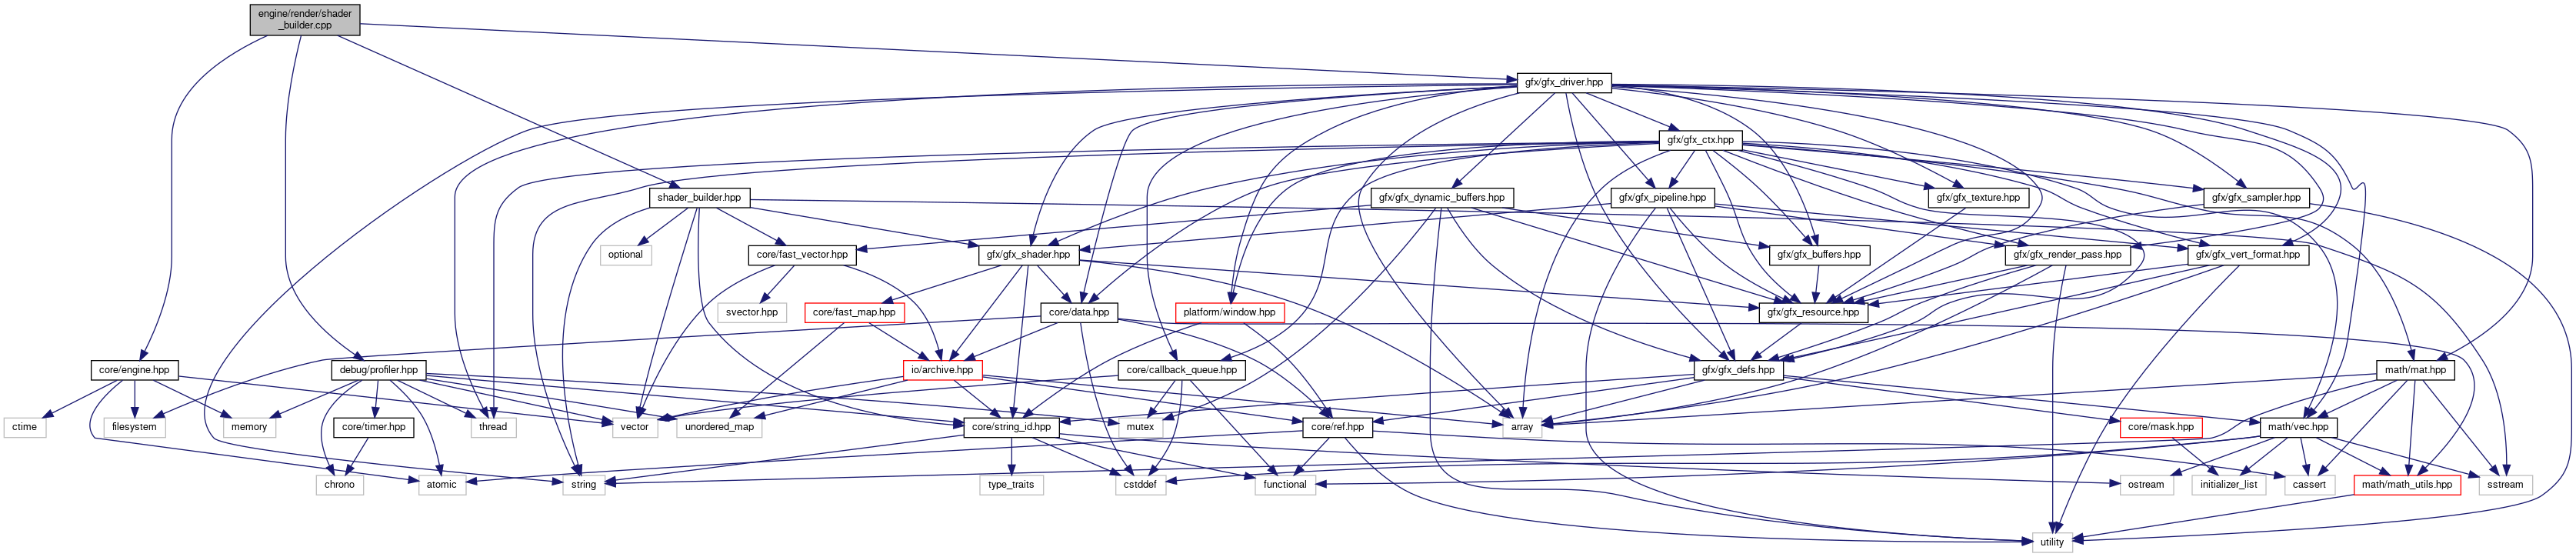 engine/render/shader
_builder.cpp
gfx/gfx_driver.hpp
gfx/gfx_ctx.hpp
shader_builder.hpp
gfx/gfx_dynamic_buffers.hpp
gfx/gfx_pipeline.hpp
gfx/gfx_texture.hpp
gfx/gfx_sampler.hpp
optional
core/fast_vector.hpp
gfx/gfx_shader.hpp
gfx/gfx_buffers.hpp
gfx/gfx_render_pass.hpp
gfx/gfx_vert_format.hpp
svector.hpp
core/fast_map.hpp
core/data.hpp
platform/window.hpp
gfx/gfx_resource.hpp
core/engine.hpp
debug/profiler.hpp
io/archive.hpp
core/callback_queue.hpp
gfx/gfx_defs.hpp
math/mat.hpp
ctime
filesystem
memory
core/timer.hpp
thread
vector
unordered_map
core/string_id.hpp
mutex
core/ref.hpp
array
core/mask.hpp
math/vec.hpp
chrono
atomic
string
type_traits
cstddef
functional
ostream
initializer_list
cassert
math/math_utils.hpp
sstream
utility